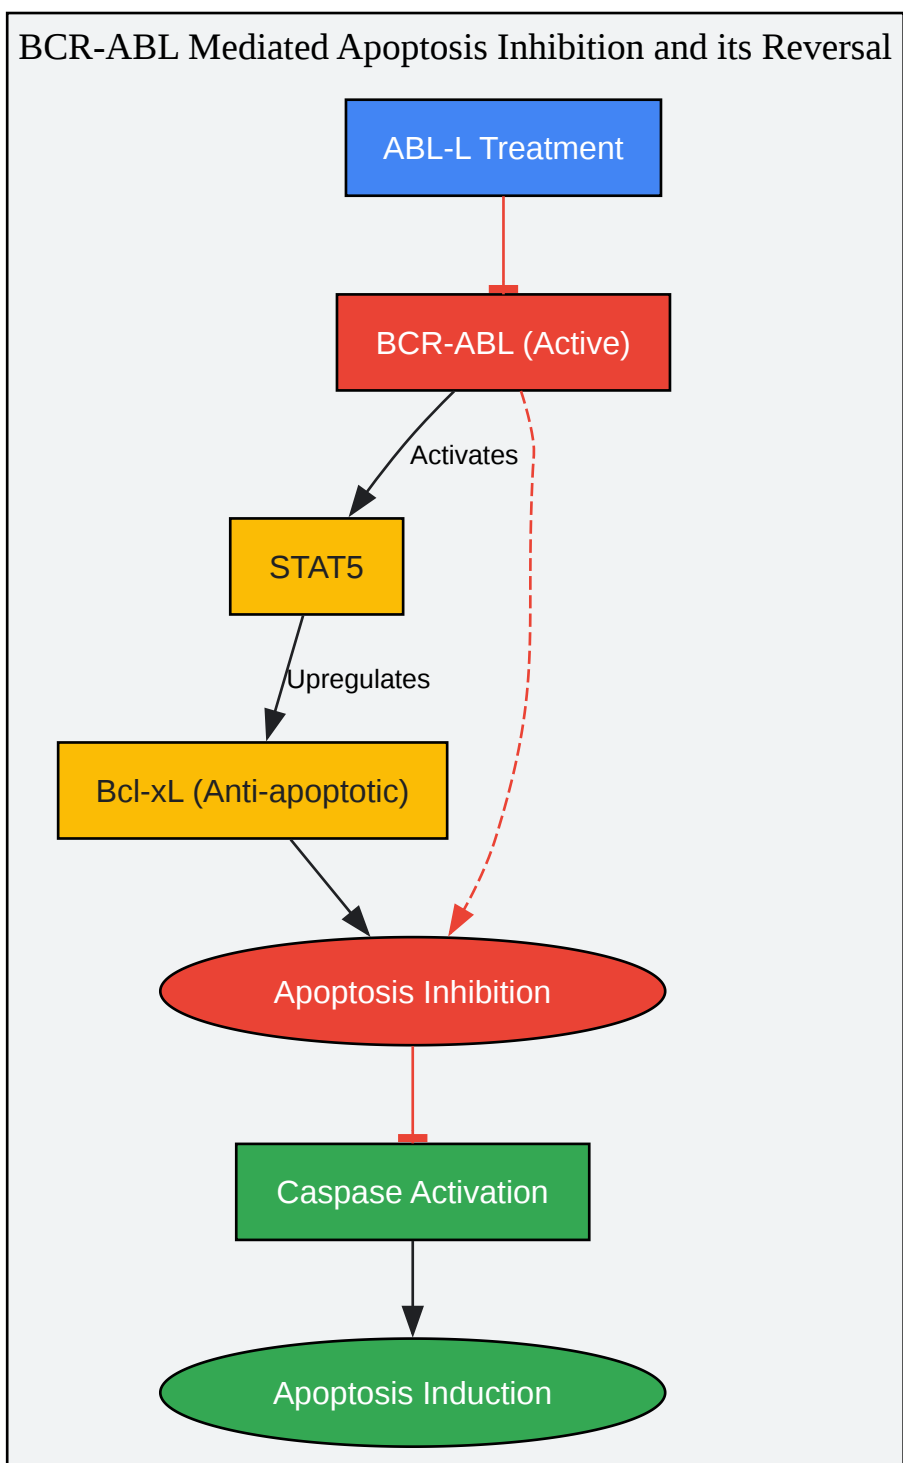 BCR-ABL Mediated Apoptosis Inhibition and its Reversal
ABL-L Treatment
BCR-ABL (Active)
Activates
STAT5
Upregulates
Bcl-xL (Anti-apoptotic)
Apoptosis Inhibition
Caspase Activation
Apoptosis Induction